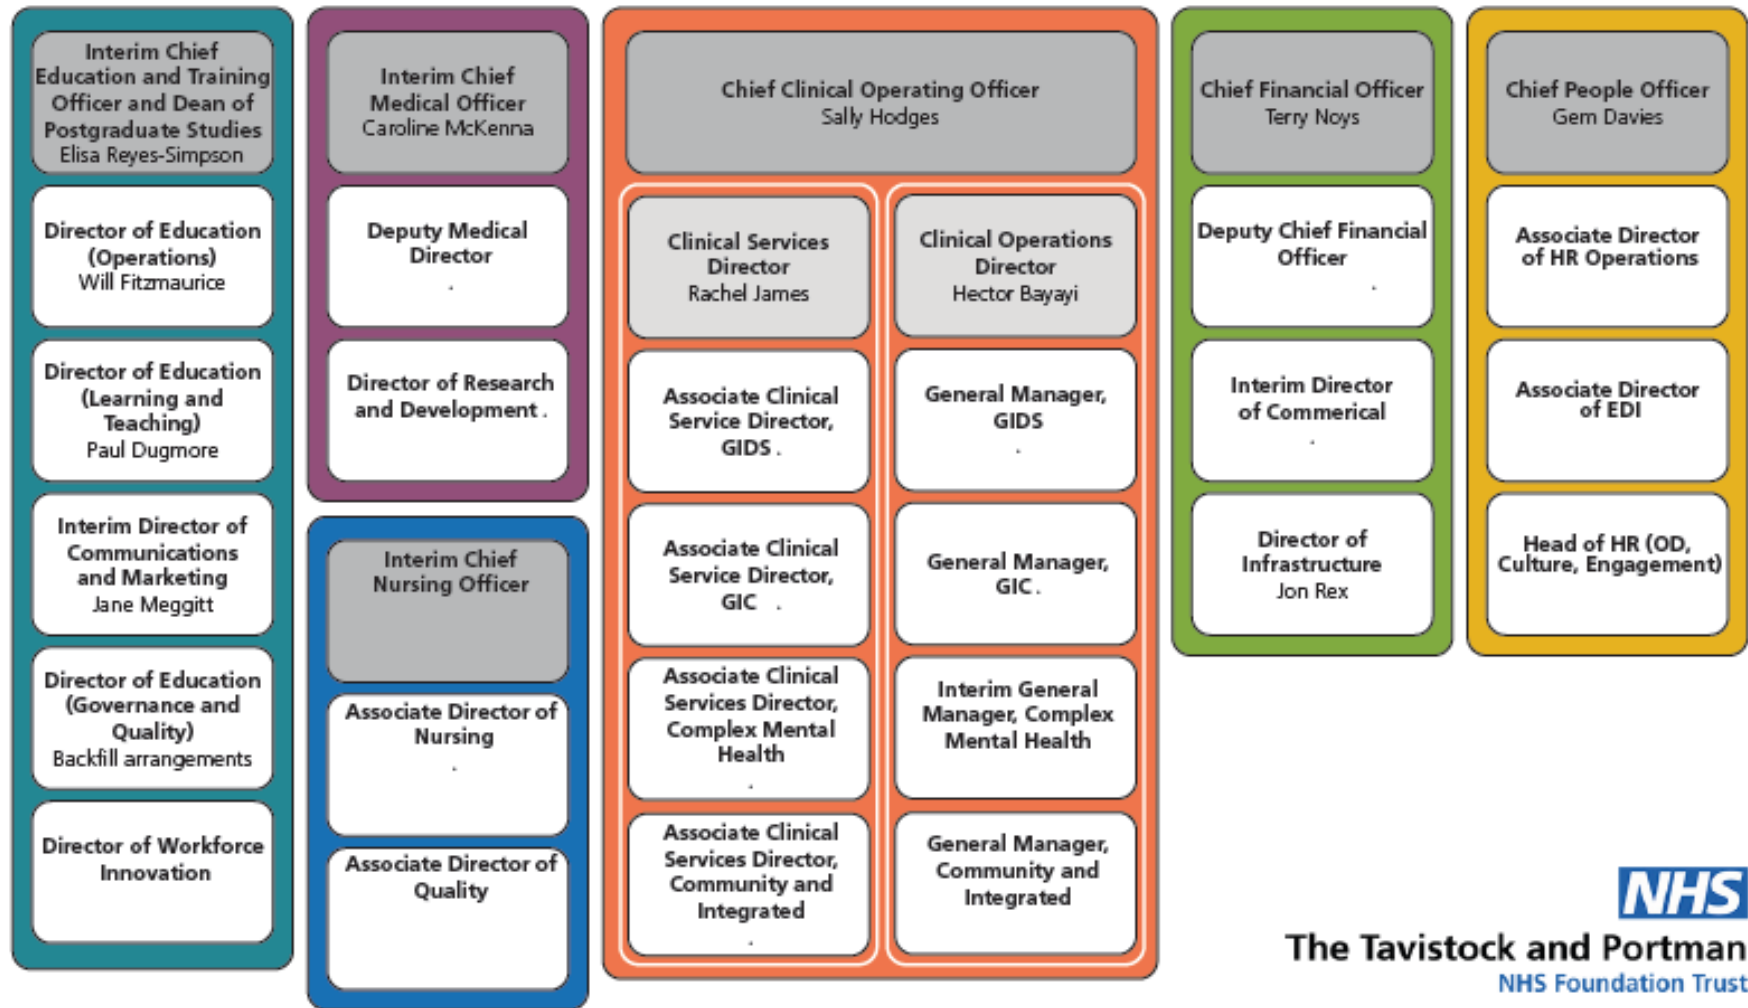 Interim Chief
Education and Training
Officer and Dean of
Postgraduate Studies
Elisa Reyes-Simpson
Director of Education
(Operations)
Will Fitzmaurice
Director of Education
(Learning and
Teaching)
Paul Dugmore
Interim Director of
Communications
and Marketing
Jane Meggitt
Director of Education
(Governance and
Quality)
Backfill arrangements
Director of Workforce
Innovation
Interim Chief
Medical Officer
Caroline McKenna
Deputy Medical
Director
.
Director of Research
and Development .
Interim Chief
Nursing Officer
Associate Director of
Nursing
.
Associate Director of
Quality
Chief Clinical Operating Officer
Sally Hodges
Clinical Services
Director
Rachel James
Associate Clinical
Service Director,
GIDS .
Associate Clinical
Service Director,
GIC .
Associate Clinical
Services Director,
Complex Mental
Health
.
Associate Clinical
Services Director,
Community and
Integrated
.
Clinical Operations
Director
Hector Bayayi
General Manager,
GIDS
.
General Manager,
GIC .
Interim General
Manager, Complex
Mental Health
General Manager,
Community and
Integrated
Chief Financial Officer
Terry Noys
Deputy Chief Financial
Officer
.
Interim Director
of Commerical
.
Director of
Infrastructure
Jon Rex
Chief People Officer
Gem Davies
Associate Director
of HR Operations
Associate Director
of EDI
Head of HR (OD,
Culture, Engagement)
NHS
The Tavistock and Portman
NHS Foundation Trust